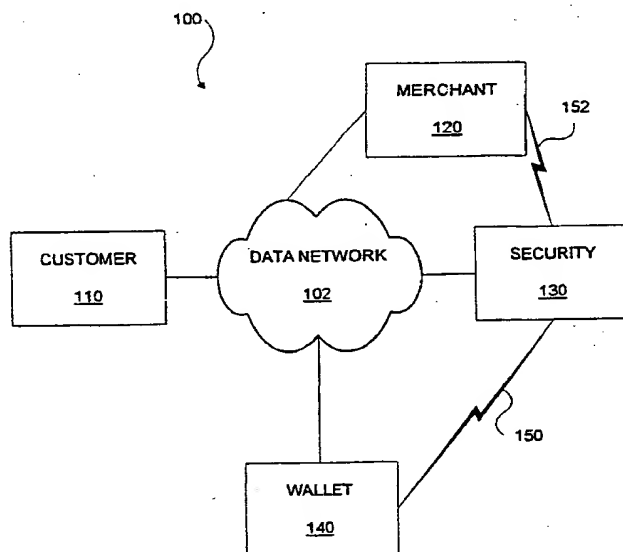 100
MERCHANT
120
152
CUSTOMER
110
DATA NETWORK
102
SECURITY
130
150
WALLET
140